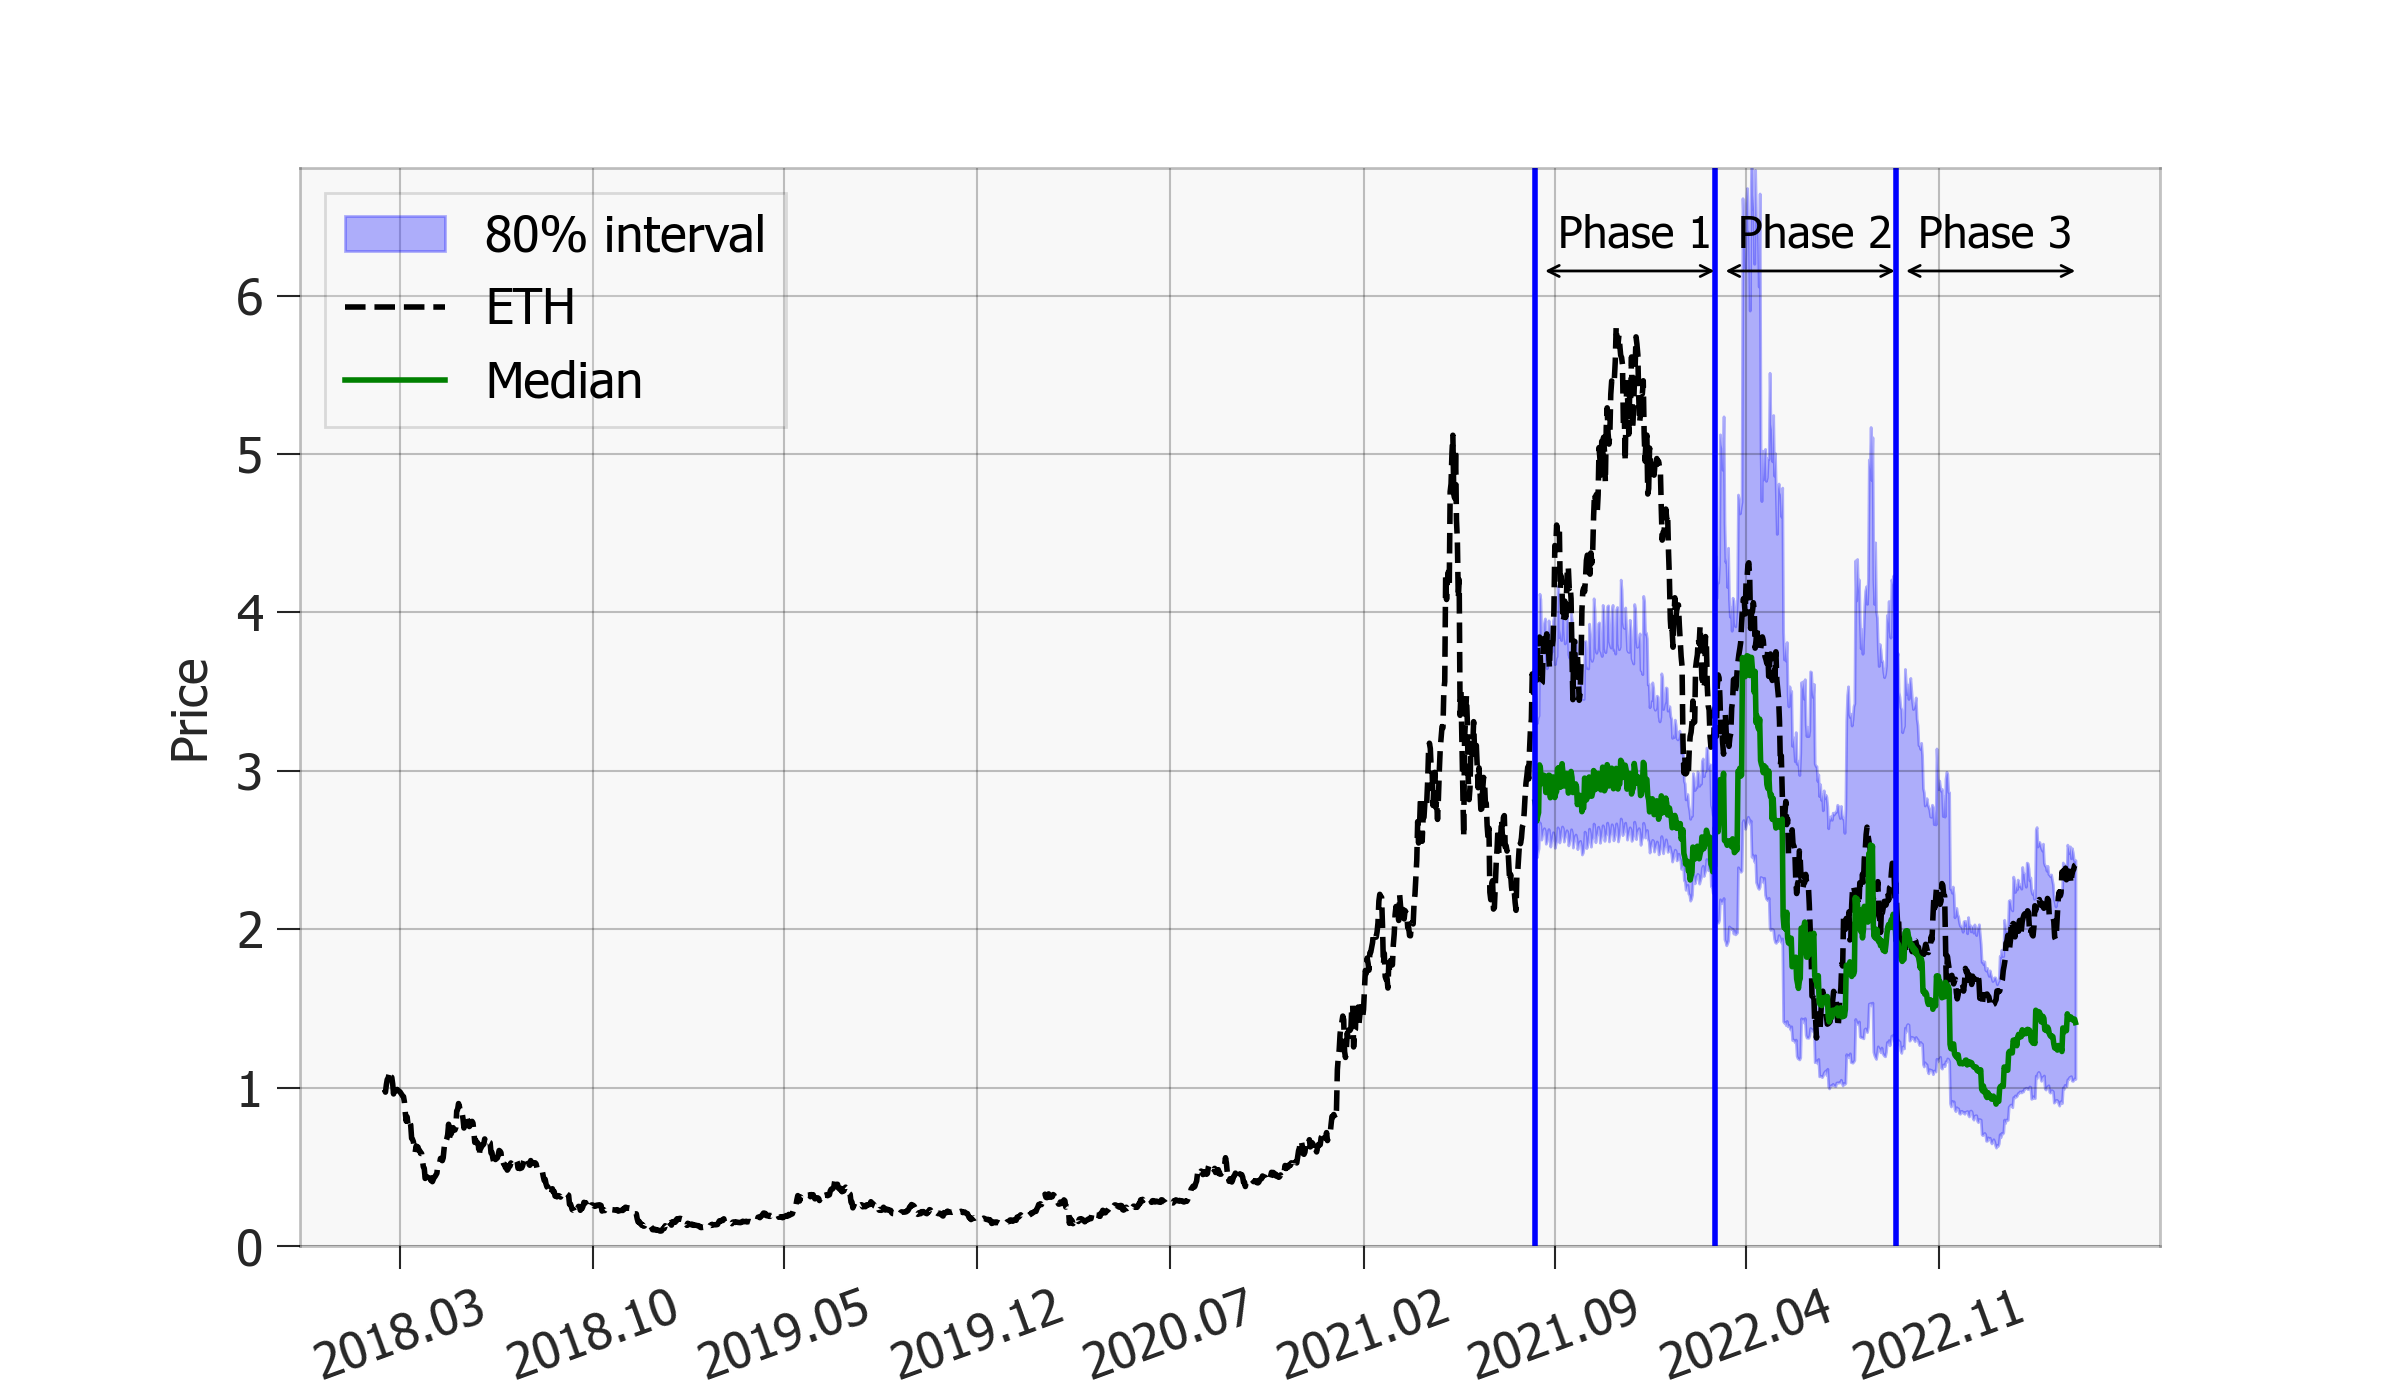 80% interval
ETH
Median
Phase 1
Phase 2
Phase 3
Price
6
5
4
3
2
1
0
2018.03
2018.10
2019.05
2019.12
2020.07
2021.02
2021.09
2022.04
2022.11